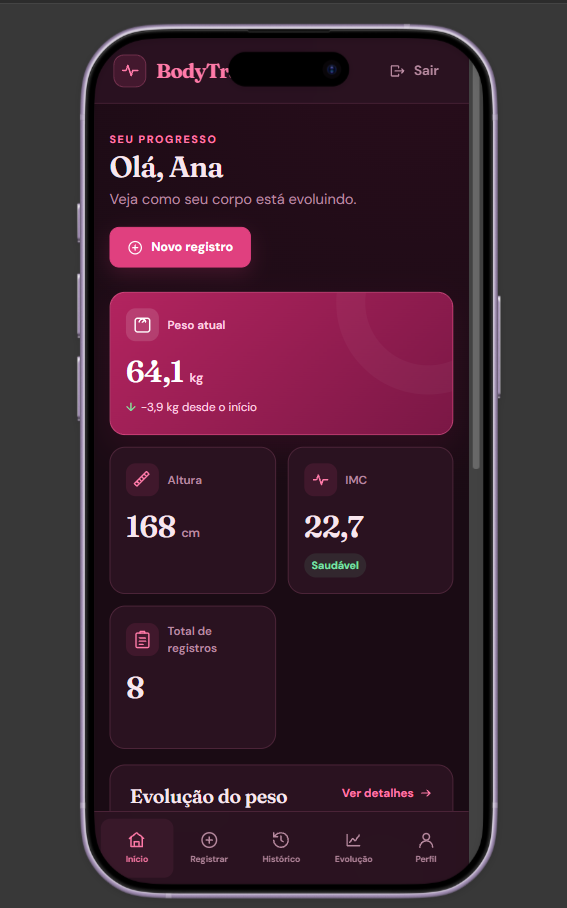 BodyTr
Sair
SEU PROGRESSO
Olá, Ana
Veja como seu corpo está evoluindo.
Novo registro
Peso atual
64,1 kg
↓ −3,9 kg desde o início
Altura
168 cm
IMC
22,7
Saudável
Total de
registros
8
Evolução do peso
Ver detalhes →
Início
Registrar
Histórico
Evolução
Perfil